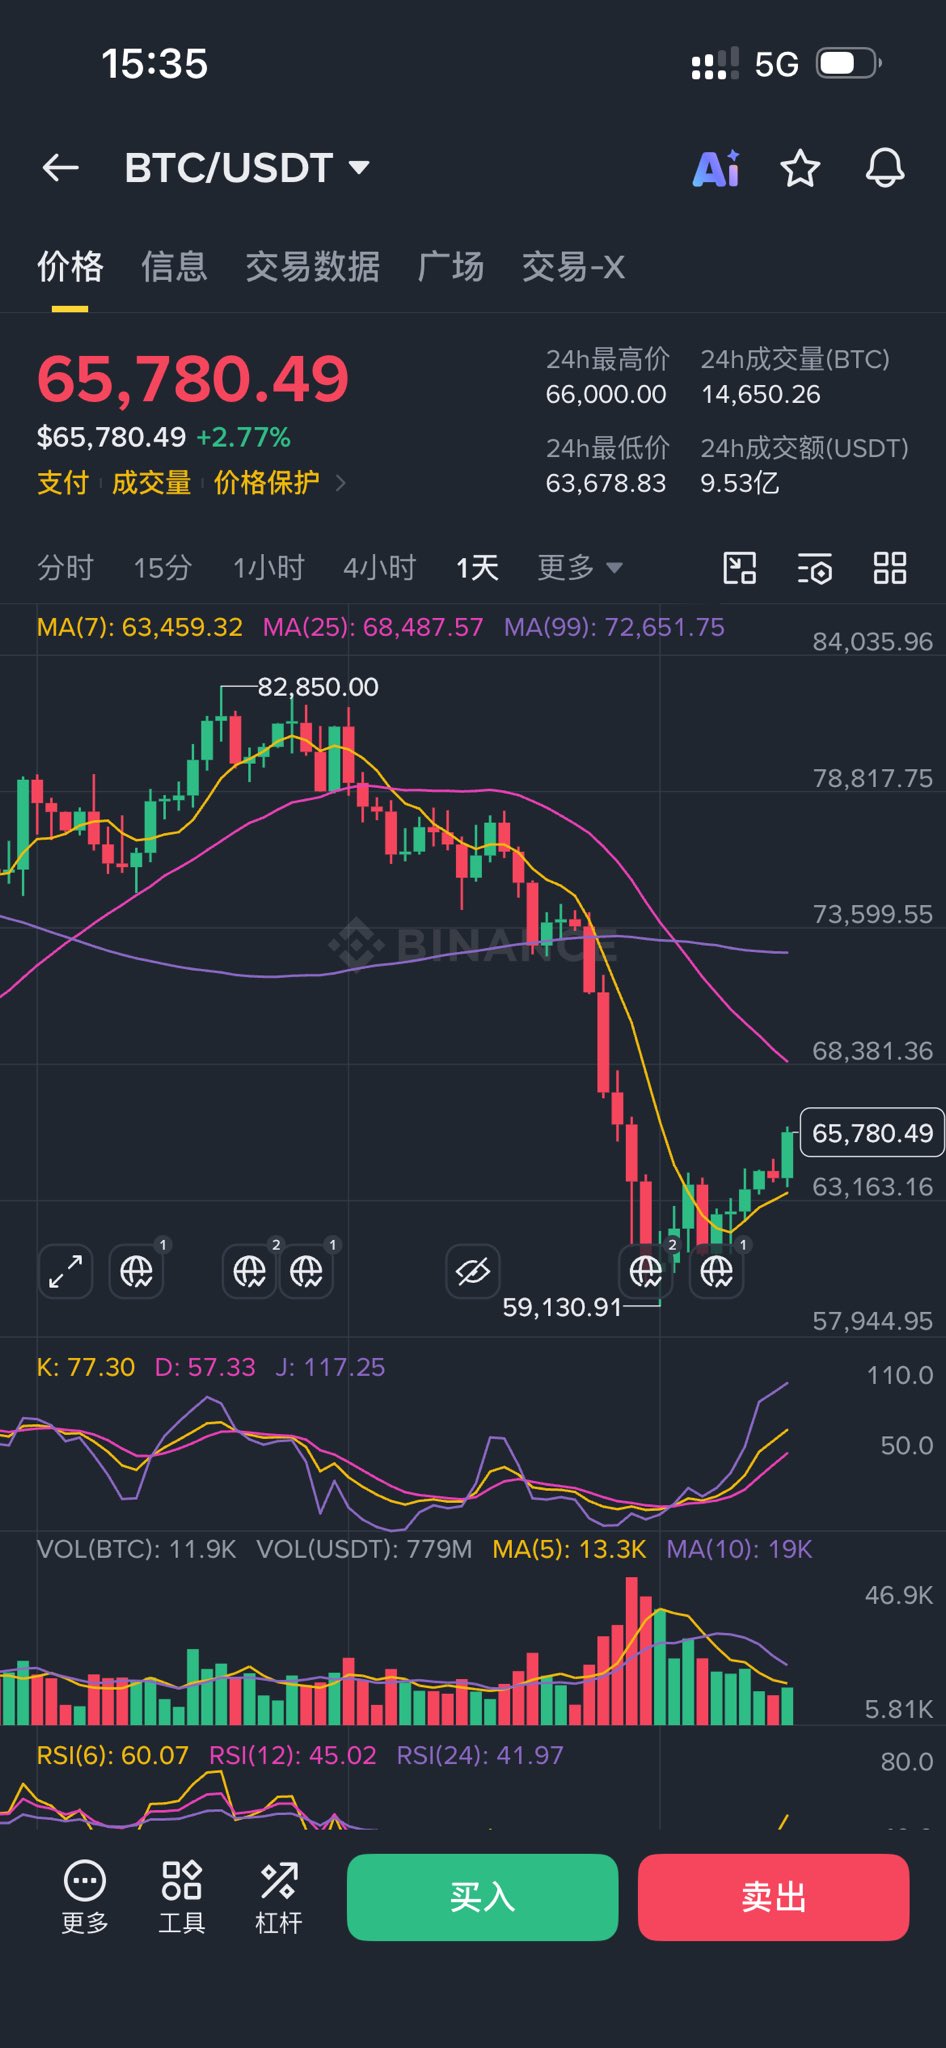 15:35
5G
BTC/USDT
Ai
价格 信息 交易数据 广场 交易-X
65,780.49
$65,780.49 +2.77%
支付 成交量 价格保护
24h最高价 24h成交量(BTC)
66,000.00 14,650.26
24h最低价 24h成交额(USDT)
63,678.83 9.53亿
分时 15分 1小时 4小时 1天 更多
MA(7): 63,459.32 MA(25): 68,487.57 MA(99): 72,651.75
84,035.96
82,850.00
78,817.75
73,599.55
BINANCE
68,381.36
65,780.49
63,163.16
1 2 1 2 1
59,130.91
57,944.95
K: 77.30 D: 57.33 J: 117.25
110.0
50.0
VOL(BTC): 11.9K VOL(USDT): 779M MA(5): 13.3K MA(10): 19K
46.9K
5.81K
RSI(6): 60.07 RSI(12): 45.02 RSI(24): 41.97
80.0
更多 工具 杠杆 买入 卖出